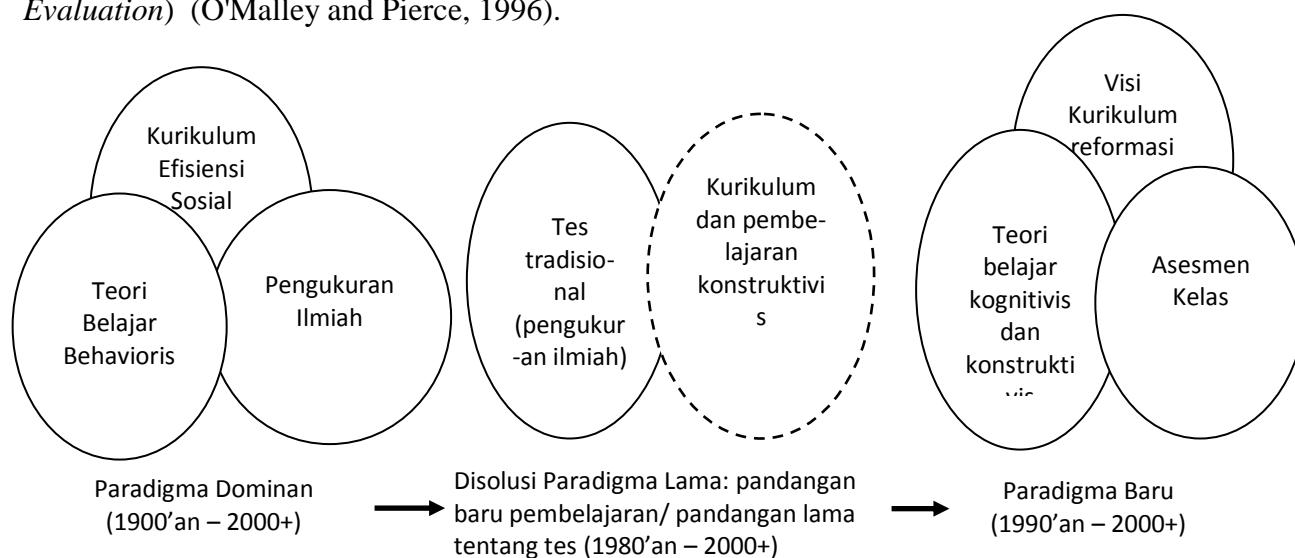 Evaluation) (O'Malley and Pierce, 1996).
Kurikulum
Efisiensi
Sosial
Teori
Belajar
Behavioris
Pengukuran
Ilmiah
Tes
tradisio-
nal
(pengukur
-an ilmiah)
Kurikulum
dan pembe-
lajaran
konstruktivi
s
Visi
Kurikulum
reformasi
Teori
belajar
kognitivis
dan
konstrukti
vis
Asesmen
Kelas
Paradigma Dominan
(1900'an – 2000+)
Disolusi Paradigma Lama: pandangan
baru pembelajaran/ pandangan lama
tentang tes (1980'an – 2000+)
Paradigma Baru
(1990'an – 2000+)